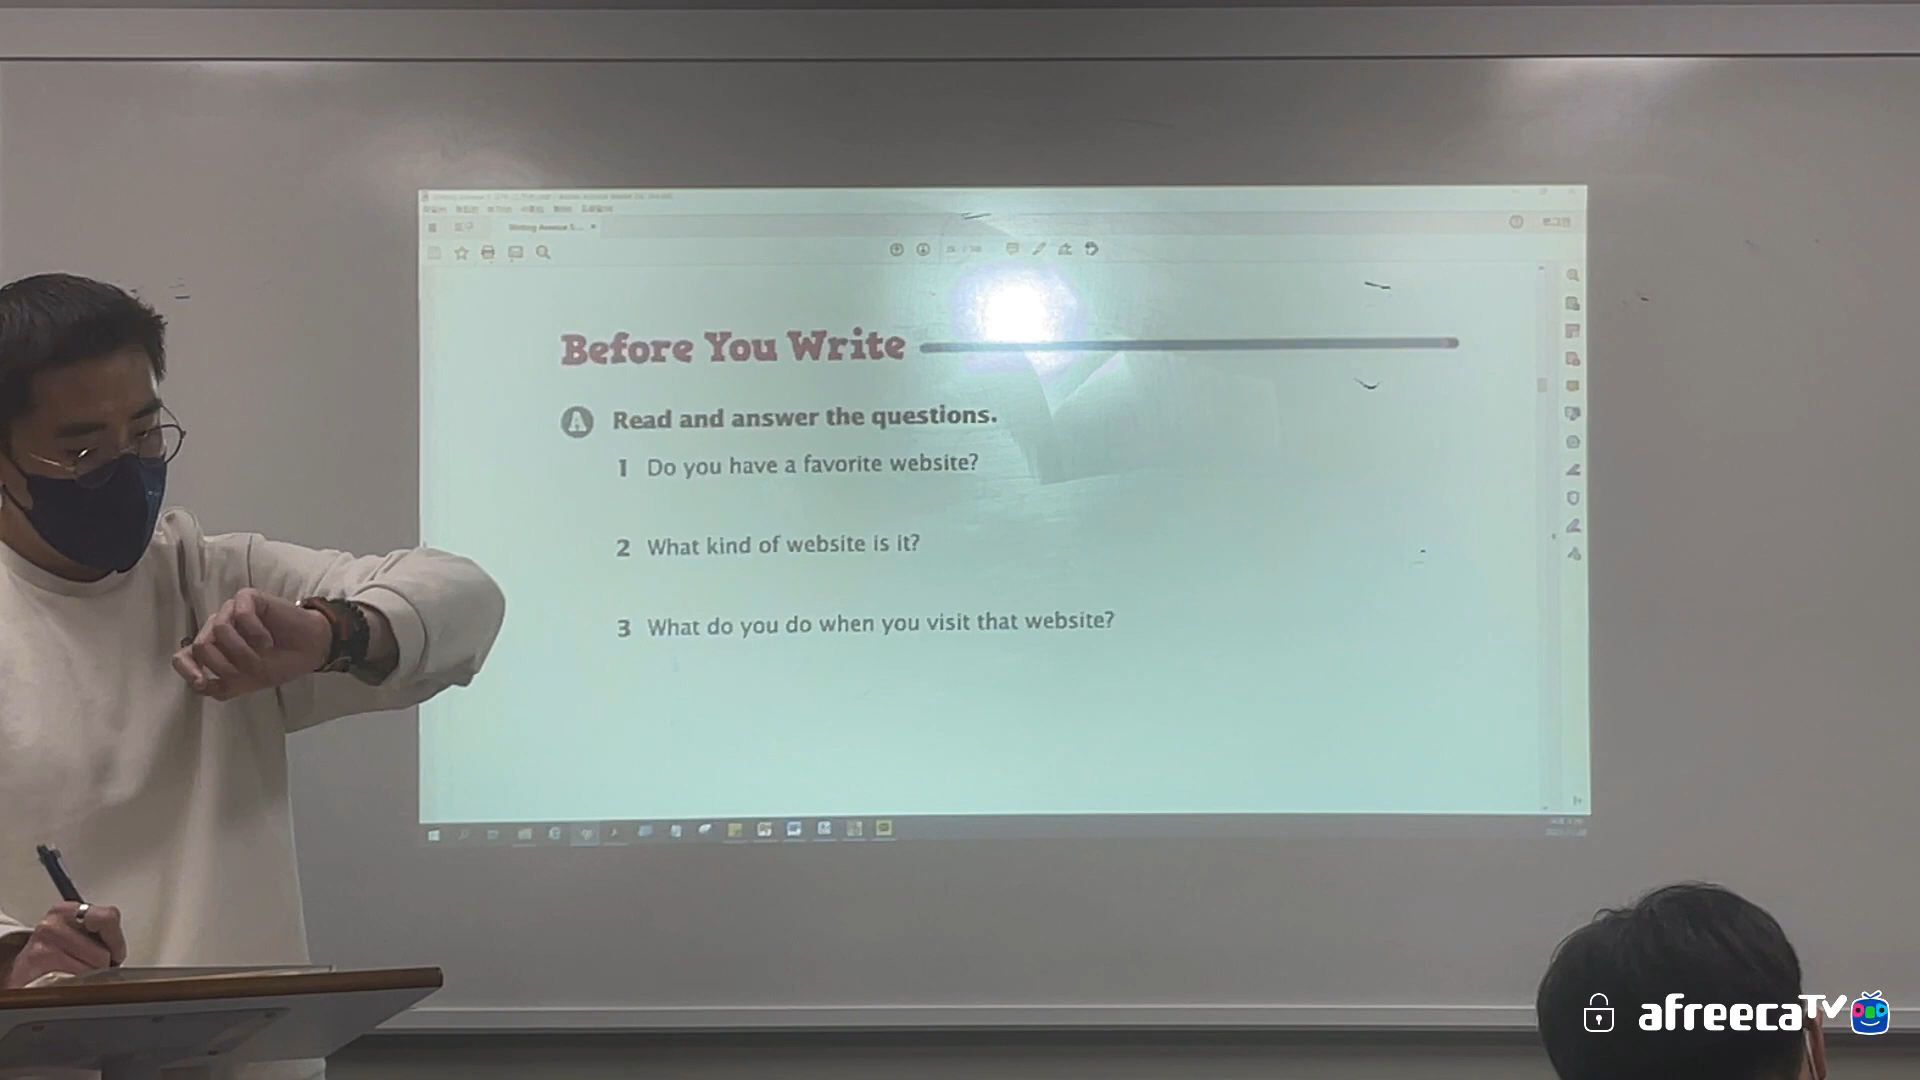 Before You Write
A Read and answer the questions.
1 Do you have a favorite website?
2 What kind of website is it?
3 What do you do when you visit that website?
afreecaTV